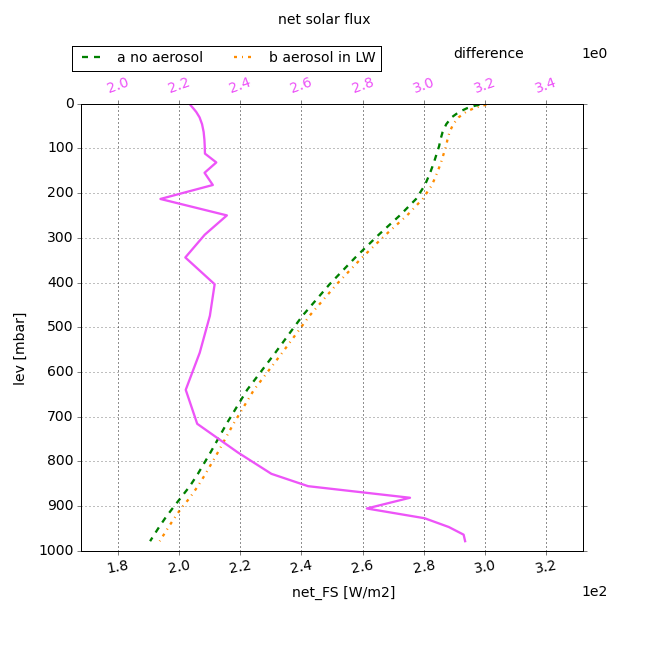 net solar flux
a no aerosol b aerosol in LW difference 1e0
2.0 2.2 2.4 2.6 2.8 3.0 3.2 3.4
0
100
200
300
400
500
600
700
800
900
1000
lev [mbar]
1.8 2.0 2.2 2.4 2.6 2.8 3.0 3.2
net_FS [W/m2] 1e2